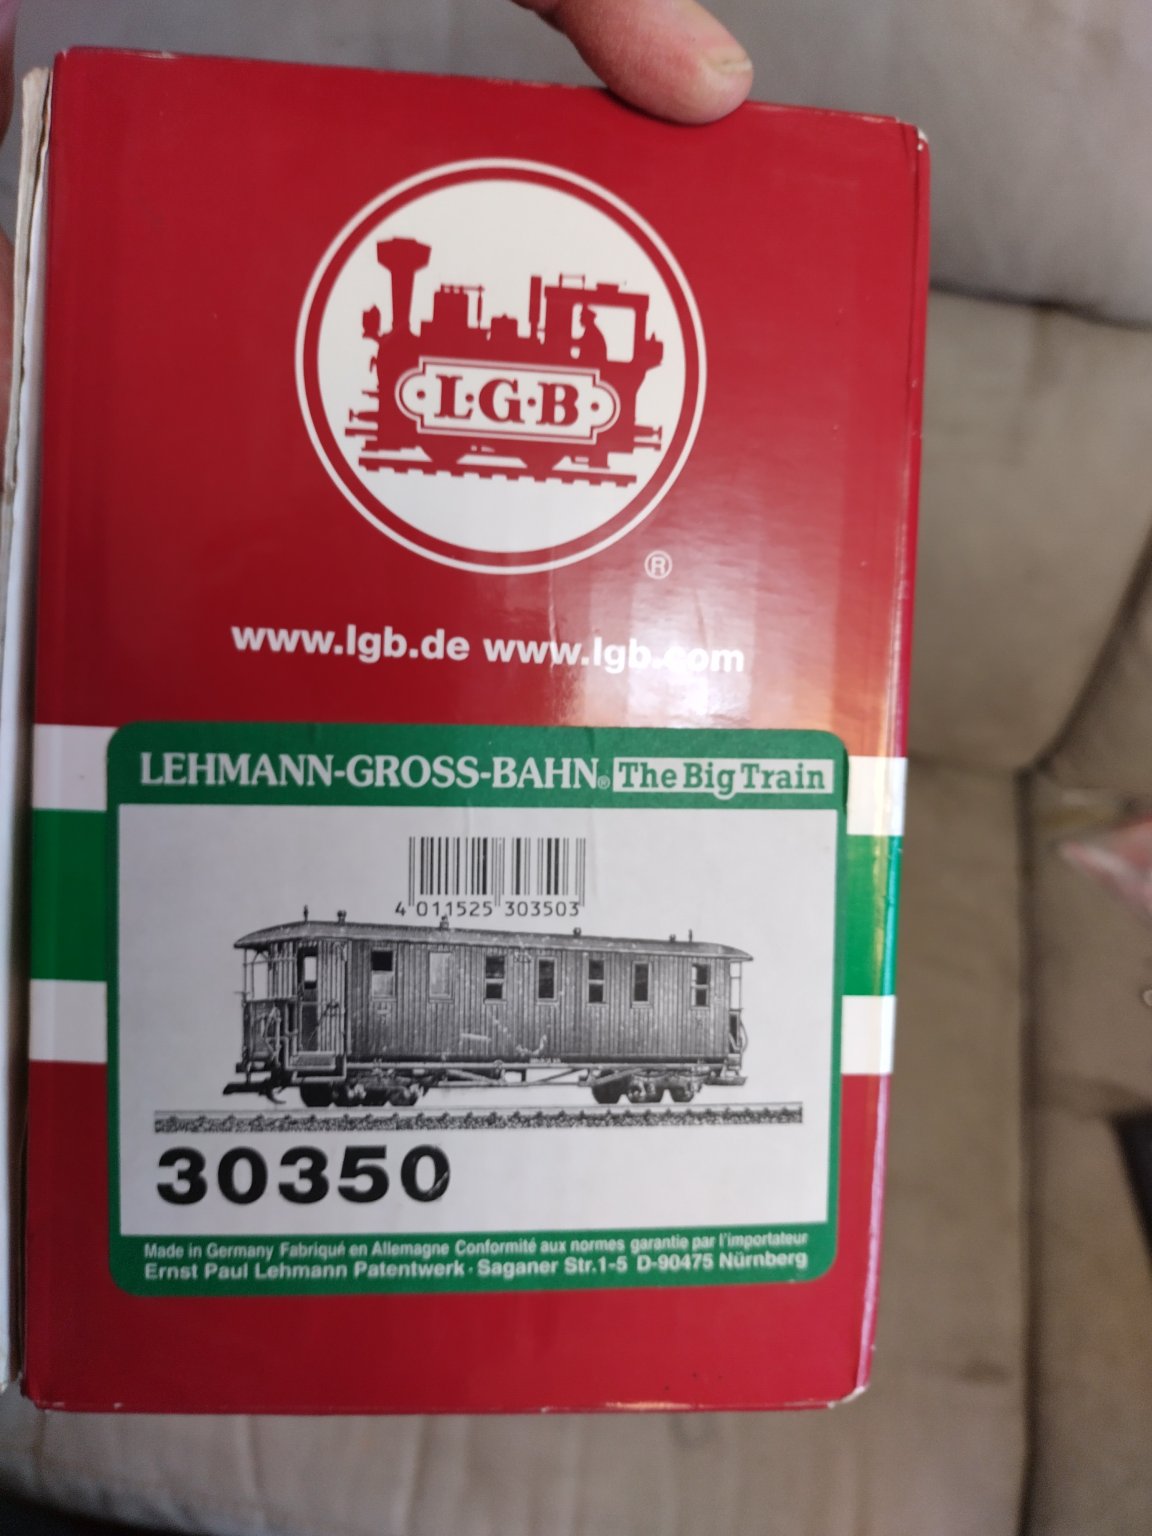 L·G·B
®
www.lgb.de www.lgb.com
LEHMANN-GROSS-BAHN® The Big Train
4 011525 303503
30350
Made in Germany Fabriqué en Allemagne Conformité aux normes garantie par l'importateur
Ernst Paul Lehmann Patentwerk · Saganer Str.1-5 D-90475 Nürnberg